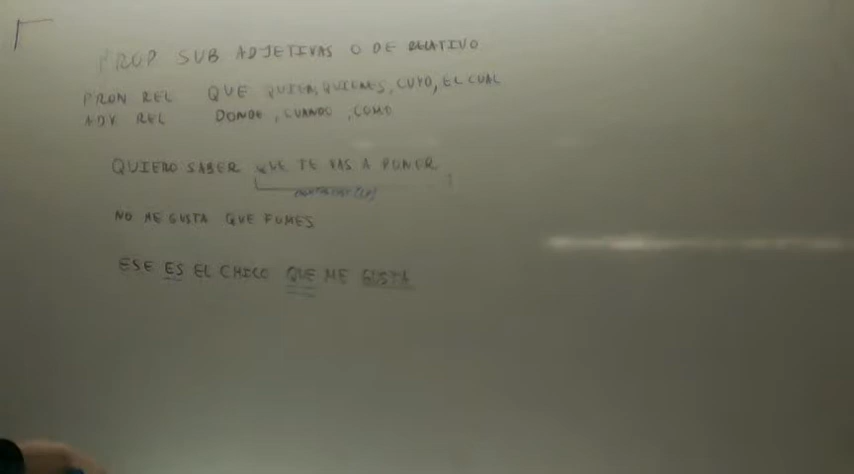 PROP SUB ADJETIVAS O DE RELATIVO
PRON REL QUE QUIEN, QUIENES, CUYO, EL CUAL
ADV REL DONDE, CUANDO, COMO
QUIERO SABER QUE TE VAS A PONER
NO ME GUSTA QUE FUMES
ESE ES EL CHICO QUE ME GUSTA